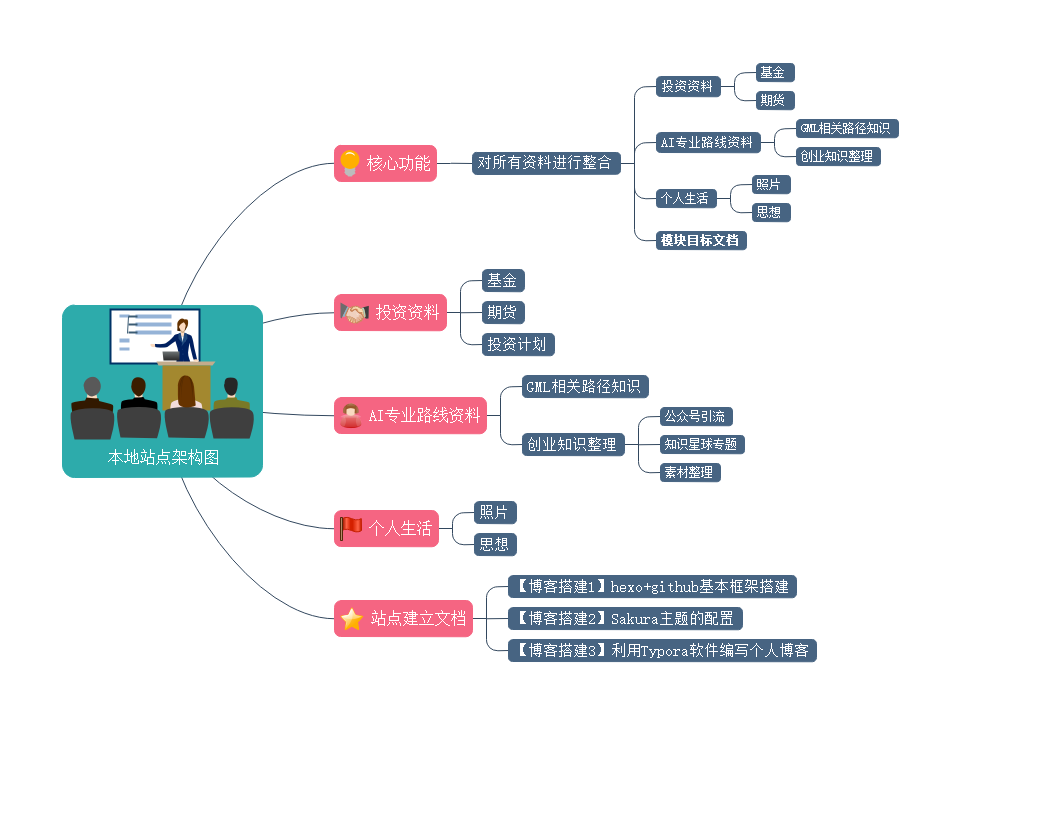 本地站点架构图
核心功能
对所有资料进行整合
投资资料
基金
期货
AI专业路线资料
GML相关路径知识
创业知识整理
个人生活
照片
思想
模块目标文档
投资资料
基金
期货
投资计划
AI专业路线资料
GML相关路径知识
创业知识整理
公众号引流
知识星球专题
素材整理
个人生活
照片
思想
站点建立文档
【博客搭建1】hexo+github基本框架搭建
【博客搭建2】Sakura主题的配置
【博客搭建3】利用Typora软件编写个人博客